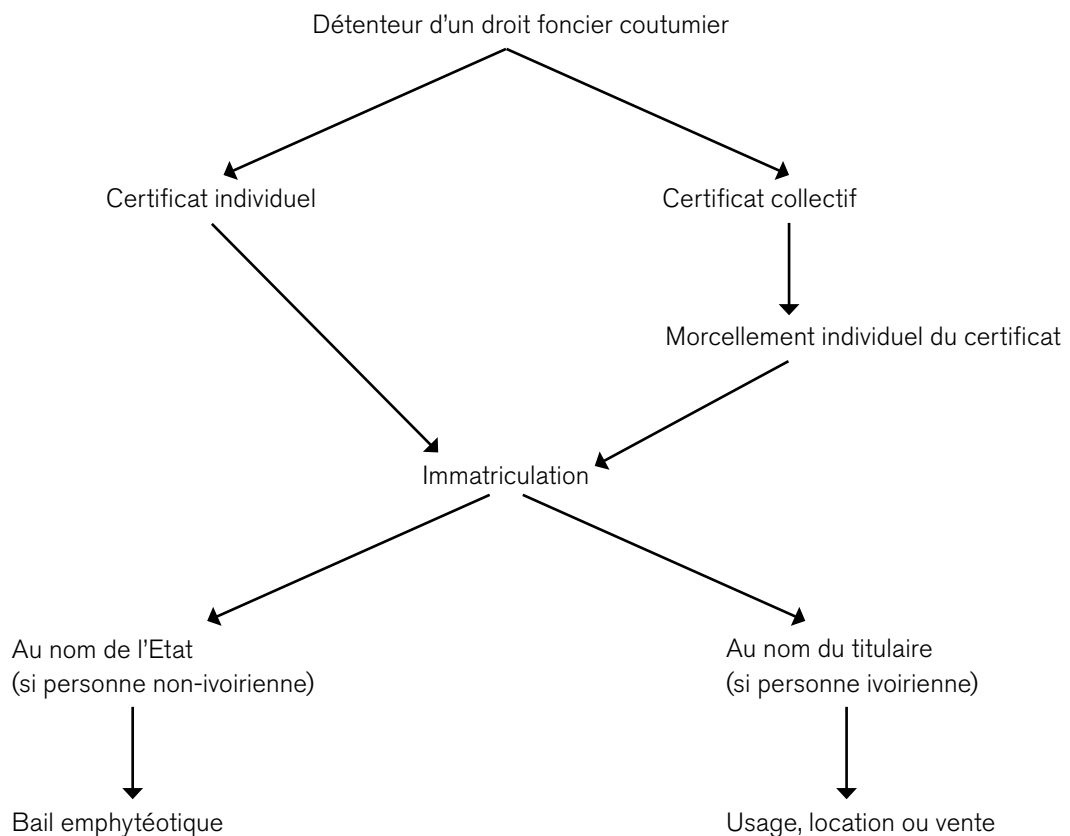 Détenteur d'un droit foncier coutumier
Certificat individuel
Certificat collectif
Morcellement individuel du certificat
Immatriculation
Au nom de l'Etat
(si personne non-ivoirienne)
Au nom du titulaire
(si personne ivoirienne)
Bail emphytéotique
Usage, location ou vente